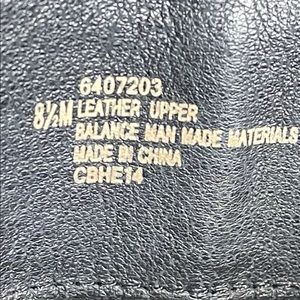 6407203
8½M LEATHER UPPER
BALANCE MAN MADE MATERIALS
MADE IN CHINA
CBHE14